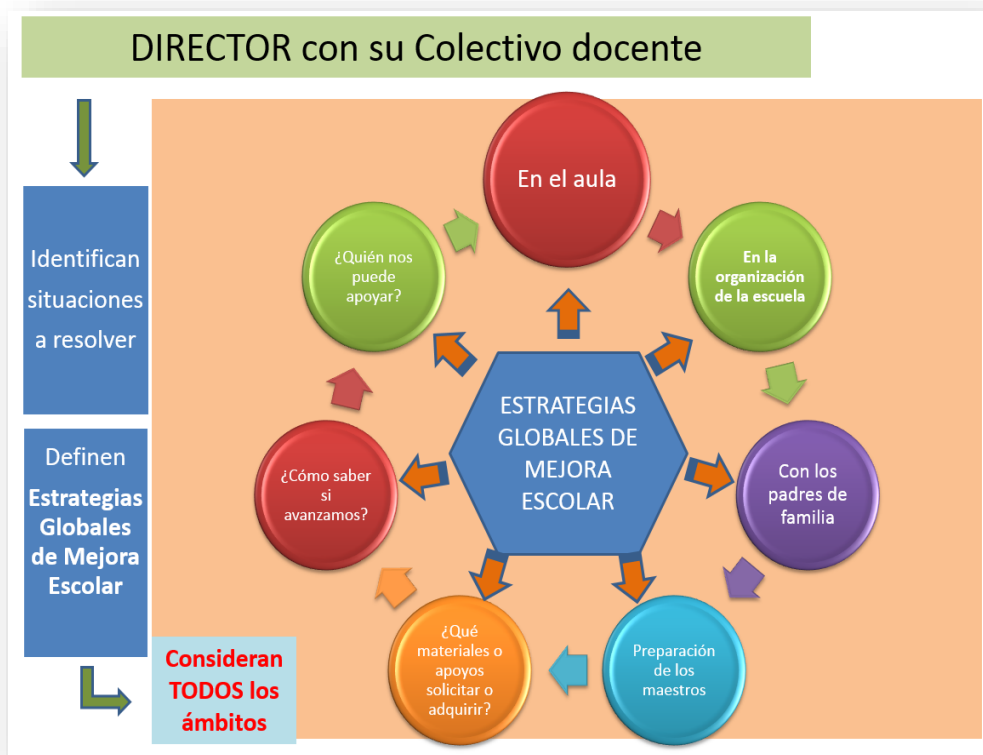 DIRECTOR con su Colectivo docente
Identifican
situaciones
a resolver
Definen
Estrategias
Globales
de Mejora
Escolar
Consideran
TODOS los
ámbitos
ESTRATEGIAS
GLOBALES DE
MEJORA
ESCOLAR
En el aula
En la
organización
de la escuela
Con los
padres de
familia
Preparación
de los
maestros
¿Qué
materiales o
apoyos
solicitar o
adquirir?
¿Cómo saber
si
avanzamos?
¿Quién nos
puede
apoyar?